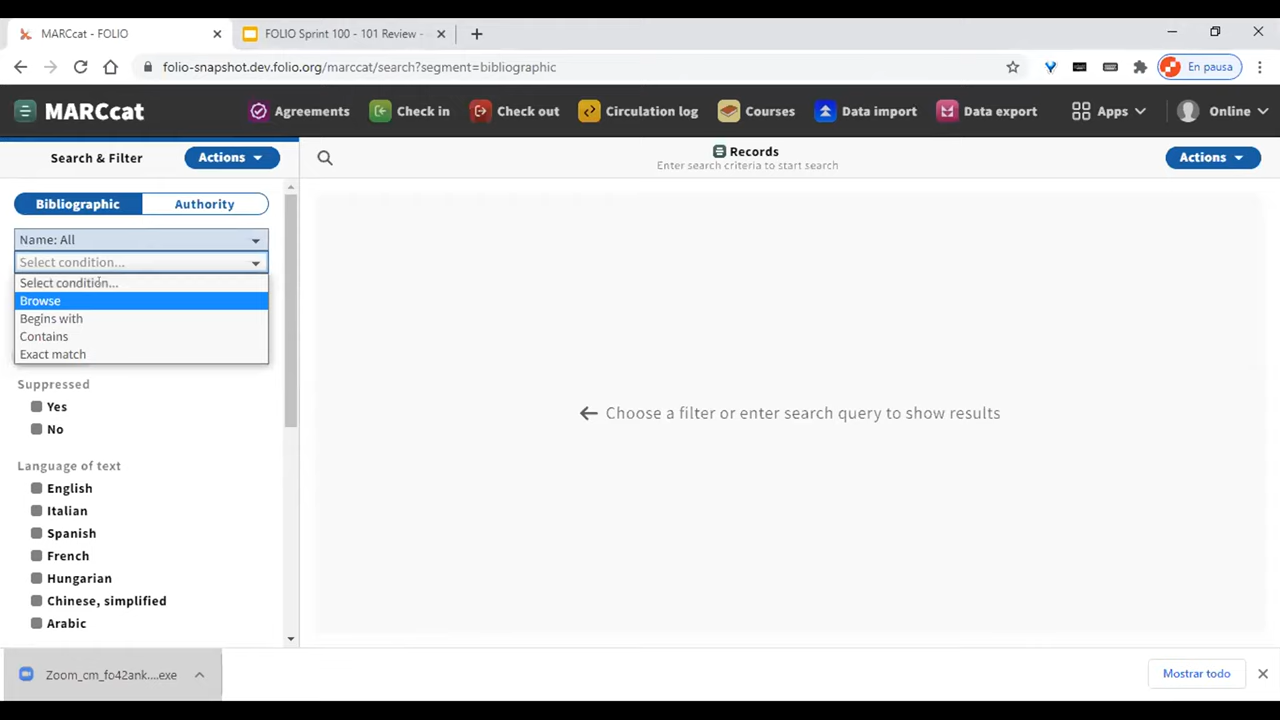 MARCcat - FOLIO
FOLIO Sprint 100 - 101 Review -
folio-snapshot.dev.folio.org/marccat/search?segment=bibliographic
En pausa
MARCcat
Agreements
Check in
Check out
Circulation log
Courses
Data import
Data export
Apps
Online
Search & Filter
Actions
Records
Enter search criteria to start search
Actions
Bibliographic
Authority
Name: All
Select condition...
Select condition...
Browse
Begins with
Contains
Exact match
Suppressed
Yes
No
Language of text
English
Italian
Spanish
French
Hungarian
Chinese, simplified
Arabic
Choose a filter or enter search query to show results
Zoom_cm_fo42ank....exe
Mostrar todo